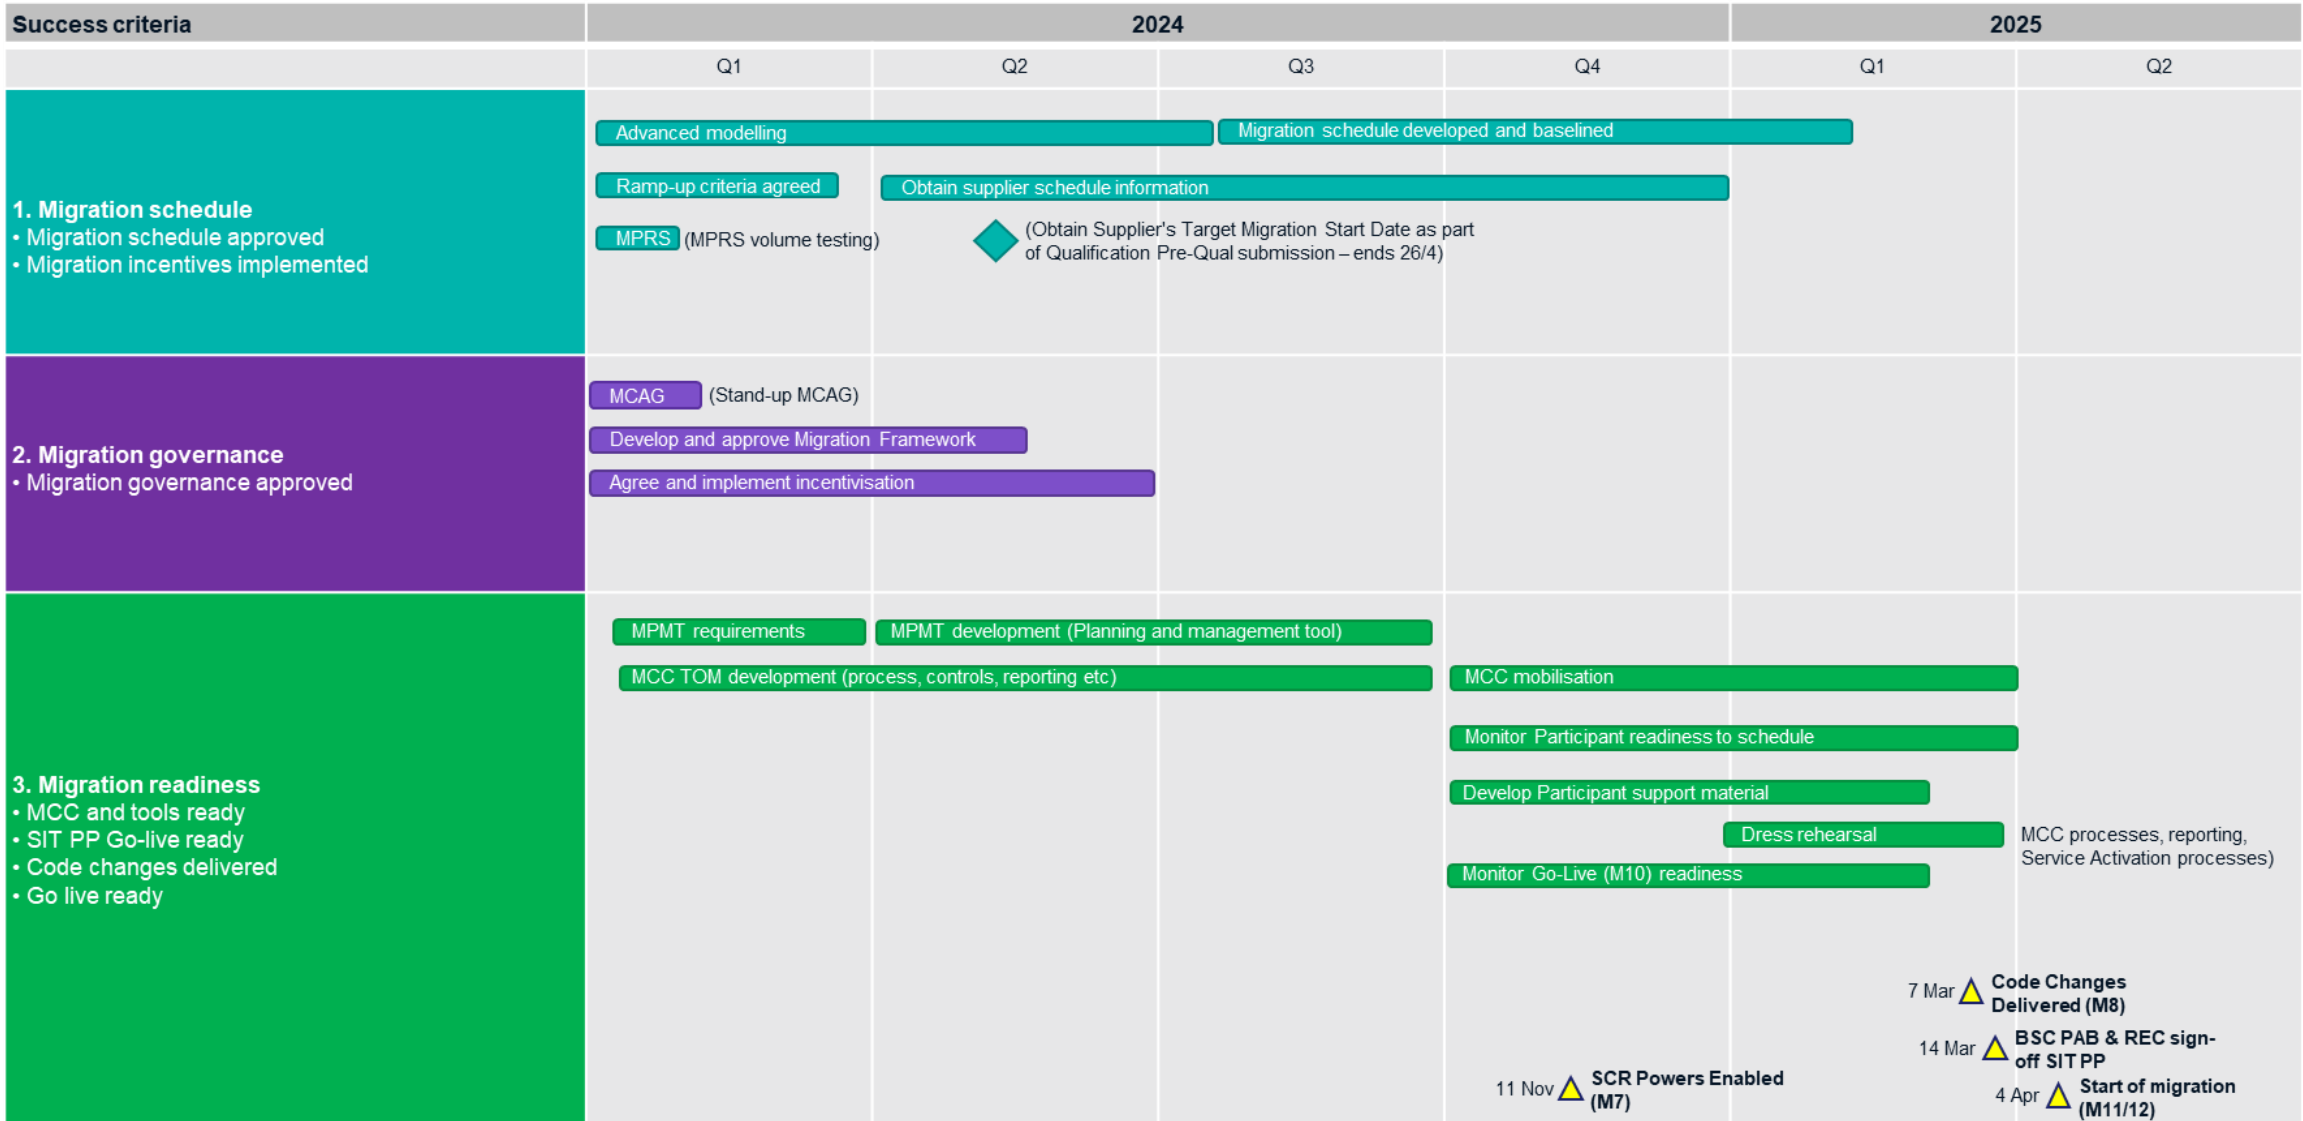 Success criteria
2024
2025
Q1
Q2
Q3
Q4
Q1
Q2
1. Migration schedule
• Migration schedule approved
• Migration incentives implemented
Advanced modelling
Migration schedule developed and baselined
Ramp-up criteria agreed
Obtain supplier schedule information
MPRS
(MPRS volume testing)
(Obtain Supplier's Target Migration Start Date as part
of Qualification Pre-Qual submission – ends 26/4)
2. Migration governance
• Migration governance approved
MCAG
(Stand-up MCAG)
Develop and approve Migration Framework
Agree and implement incentivisation
3. Migration readiness
• MCC and tools ready
• SIT PP Go-live ready
• Code changes delivered
• Go live ready
MPMT requirements
MPMT development (Planning and management tool)
MCC TOM development (process, controls, reporting etc)
MCC mobilisation
Monitor Participant readiness to schedule
Develop Participant support material
Dress rehearsal
MCC processes, reporting,
Service Activation processes)
Monitor Go-Live (M10) readiness
7 Mar
Code Changes
Delivered (M8)
14 Mar
BSC PAB & REC sign-
off SIT PP
11 Nov
SCR Powers Enabled
(M7)
4 Apr
Start of migration
(M11/12)